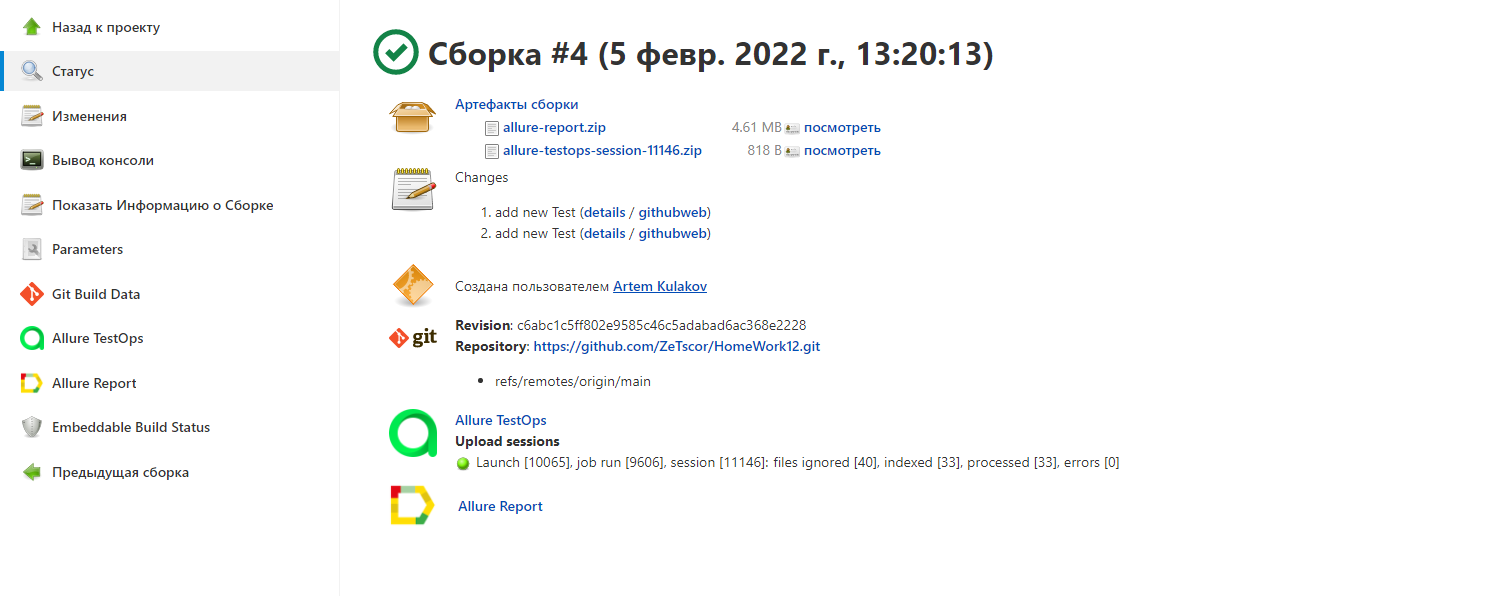 Назад к проекту
Статус
Изменения
Вывод консоли
Показать Информацию о Сборке
Parameters
Git Build Data
Allure TestOps
Allure Report
Embeddable Build Status
Предыдущая сборка
Сборка #4 (5 февр. 2022 г., 13:20:13)
Артефакты сборки
allure-report.zip 4.61 MB посмотреть
allure-testops-session-11146.zip 818 B посмотреть
Changes
1. add new Test (details / githubweb)
2. add new Test (details / githubweb)
Создана пользователем Artem Kulakov
git
Revision: c6abc1c5ff802e9585c46c5adabad6ac368e2228
Repository: https://github.com/ZeTscor/HomeWork12.git
refs/remotes/origin/main
Allure TestOps
Upload sessions
Launch [10065], job run [9606], session [11146]: files ignored [40], indexed [33], processed [33], errors [0]
Allure Report